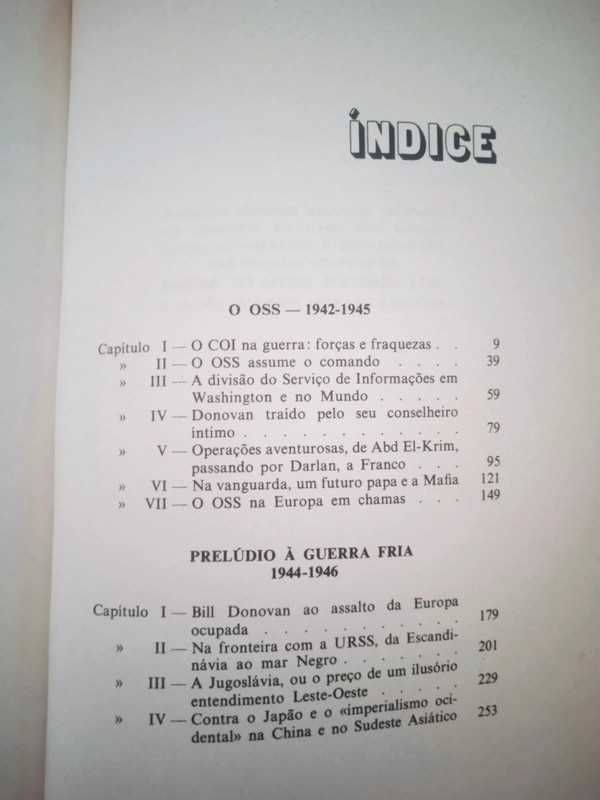 ÍNDICE
O OSS — 1942-1945
Capítulo I — O COI na guerra: forças e fraquezas . . 9
» II — O OSS assume o comando . . . . 39
» III — A divisão do Serviço de Informações em
Washington e no Mundo . . . . . 59
» IV — Donovan traído pelo seu conselheiro
íntimo . . . . . . . . . . . . 79
» V — Operações aventurosas, de Abd El-Krim,
passando por Darlan, a Franco . . . 95
» VI — Na vanguarda, um futuro papa e a Mafia 121
» VII — O OSS na Europa em chamas . . . 149
PRELÚDIO À GUERRA FRIA
1944-1946
Capítulo I — Bill Donovan ao assalto da Europa
ocupada . . . . . . . . . . . 179
» II — Na fronteira com a URSS, da Escandi-
návia ao mar Negro . . . . . . . 201
» III — A Jugoslávia, ou o preço de um ilusório
entendimento Leste-Oeste . . . . . 229
» IV — Contra o Japão e o «imperialismo oci-
dental» na China e no Sudeste Asiático 253